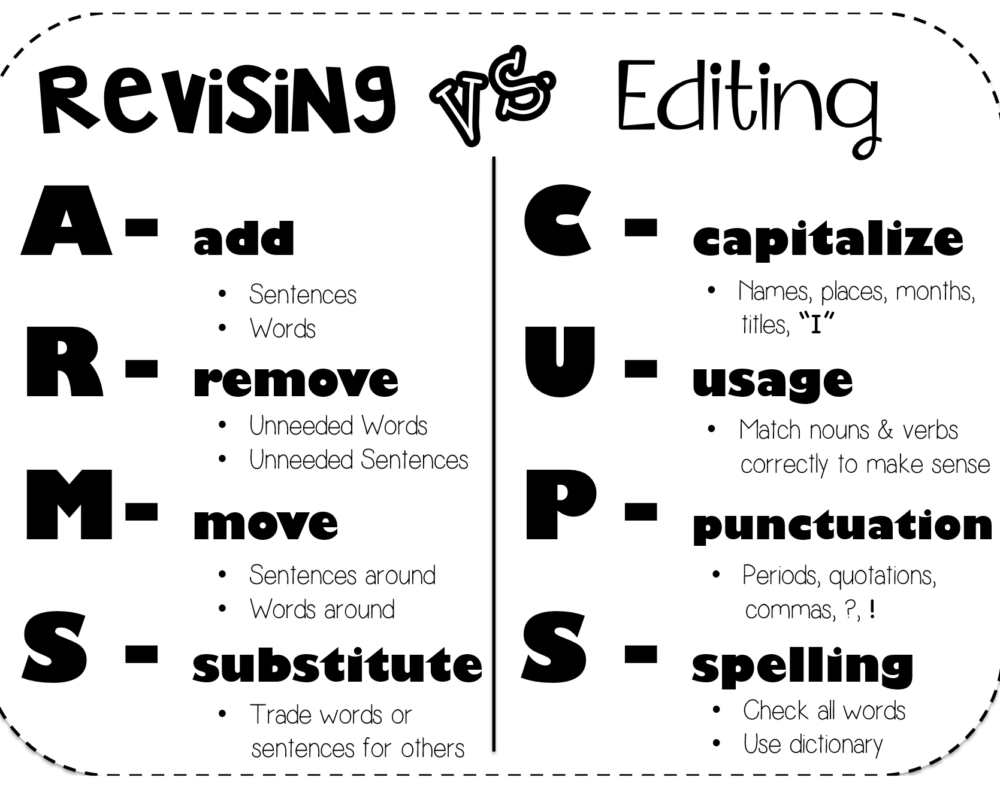 Revising vs Editing
A - add
• Sentences
• Words
R - remove
• Unneeded Words
• Unneeded Sentences
M - move
• Sentences around
• Words around
S - substitute
• Trade words or
sentences for others
C - capitalize
• Names, places, months,
titles, “I”
U - usage
• Match nouns & verbs
correctly to make sense
P - punctuation
• Periods, quotations,
commas, ?, !
S - spelling
• Check all words
• Use dictionary